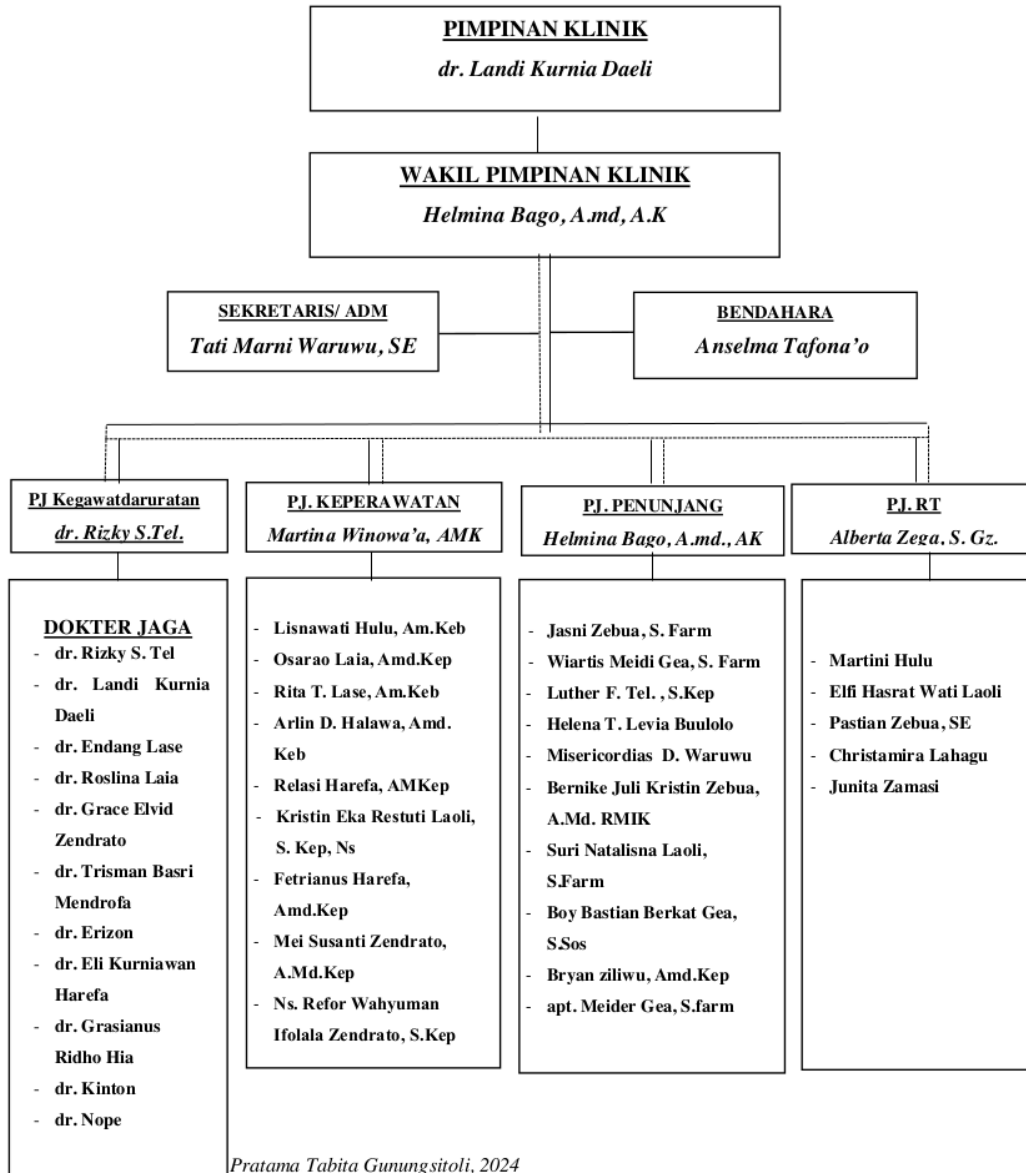 PIMPINAN KLINIK
dr. Landi Kurnia Daeli
WAKIL PIMPINAN KLINIK
Helmina Bago, A.md, A.K
SEKRETARIS/ ADM
Tati Marni Waruwu, SE
BENDAHARA
Anselma Tafona’o
PJ Kegawatdaruratan
dr. Rizky S.Tel.
PJ. KEPERAWATAN
Martina Winowa’a, AMK
PJ. PENUNJANG
Helmina Bago, A.md., AK
PJ. RT
Alberta Zega, S. Gz.
DOKTER JAGA
- dr. Rizky S. Tel
- dr. Landi Kurnia
Daeli
- dr. Endang Lase
- dr. Roslina Laia
- dr. Grace Elvid
Zendrato
- dr. Trisman Basri
Mendrofa
- dr. Erizon
- dr. Eli Kurniawan
Harefa
- dr. Grasianus
Ridho Hia
- dr. Kinton
- dr. Nope
- Lisnawati Hulu, Am.Keb
- Osarao Laia, Amd.Kep
- Rita T. Lase, Am.Keb
- Arlin D. Halawa, Amd.
Keb
- Relasi Harefa, AMKep
- Kristin Eka Restuti Laoli,
S. Kep, Ns
- Fetrianus Harefa,
Amd.Kep
- Mei Susanti Zendrato,
A.Md.Kep
- Ns. Refor Wahyuman
Ifolala Zendrato, S.Kep
- Jasni Zebua, S. Farm
- Wiartis Meidi Gea, S. Farm
- Luther F. Tel. , S.Kep
- Helena T. Levia Buulolo
- Misericordias D. Waruwu
- Bernike Juli Kristin Zebua,
A.Md. RMIK
- Suri Natalisna Laoli,
S.Farm
- Boy Bastian Berkat Gea,
S.Sos
- Bryan ziliwu, Amd.Kep
- apt. Meider Gea, S.farm
- Martini Hulu
- Elfi Hasrat Wati Laoli
- Pastian Zebua, SE
- Christamira Lahagu
- Junita Zamasi
Pratama Tabita Gunungsitoli, 2024